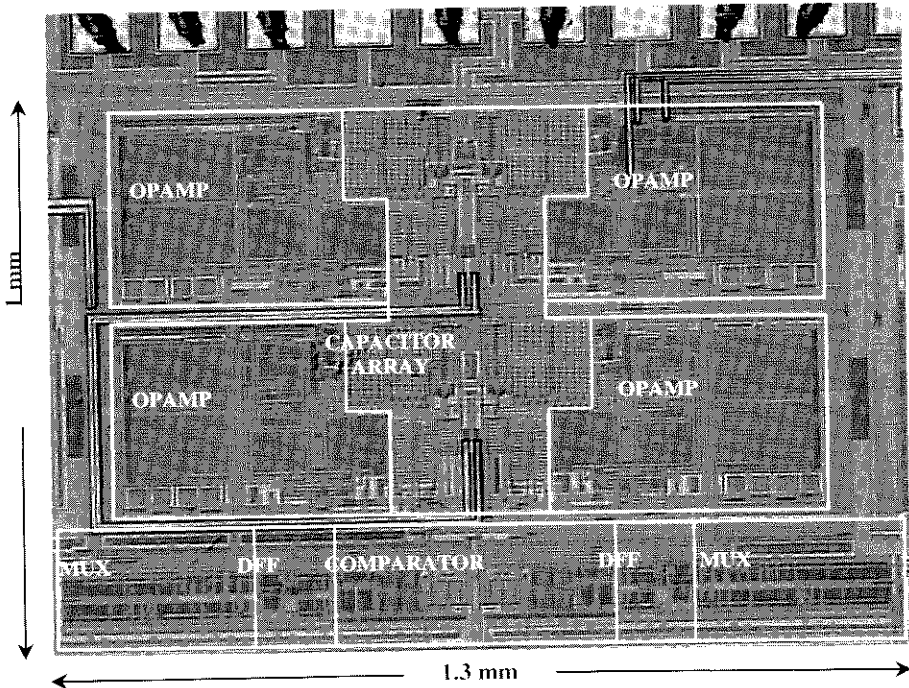 OPAMP
OPAMP
1mm
CAPACITOR
ARRAY
OPAMP
OPAMP
MUX
DFF
COMPARATOR
DFF
MUX
1.3 mm